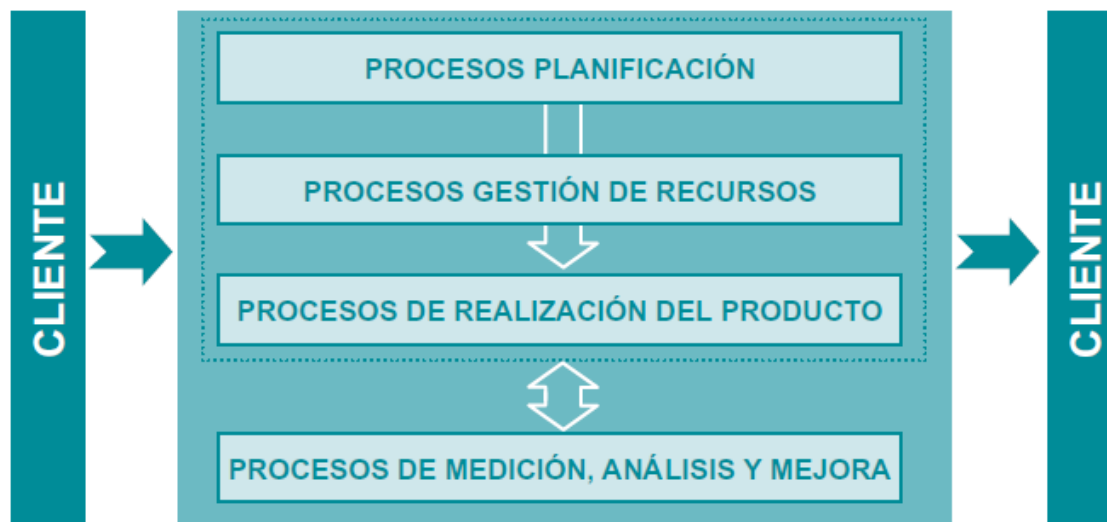 CLIENTE
PROCESOS PLANIFICACIÓN
PROCESOS GESTIÓN DE RECURSOS
PROCESOS DE REALIZACIÓN DEL PRODUCTO
PROCESOS DE MEDICIÓN, ANÁLISIS Y MEJORA
CLIENTE